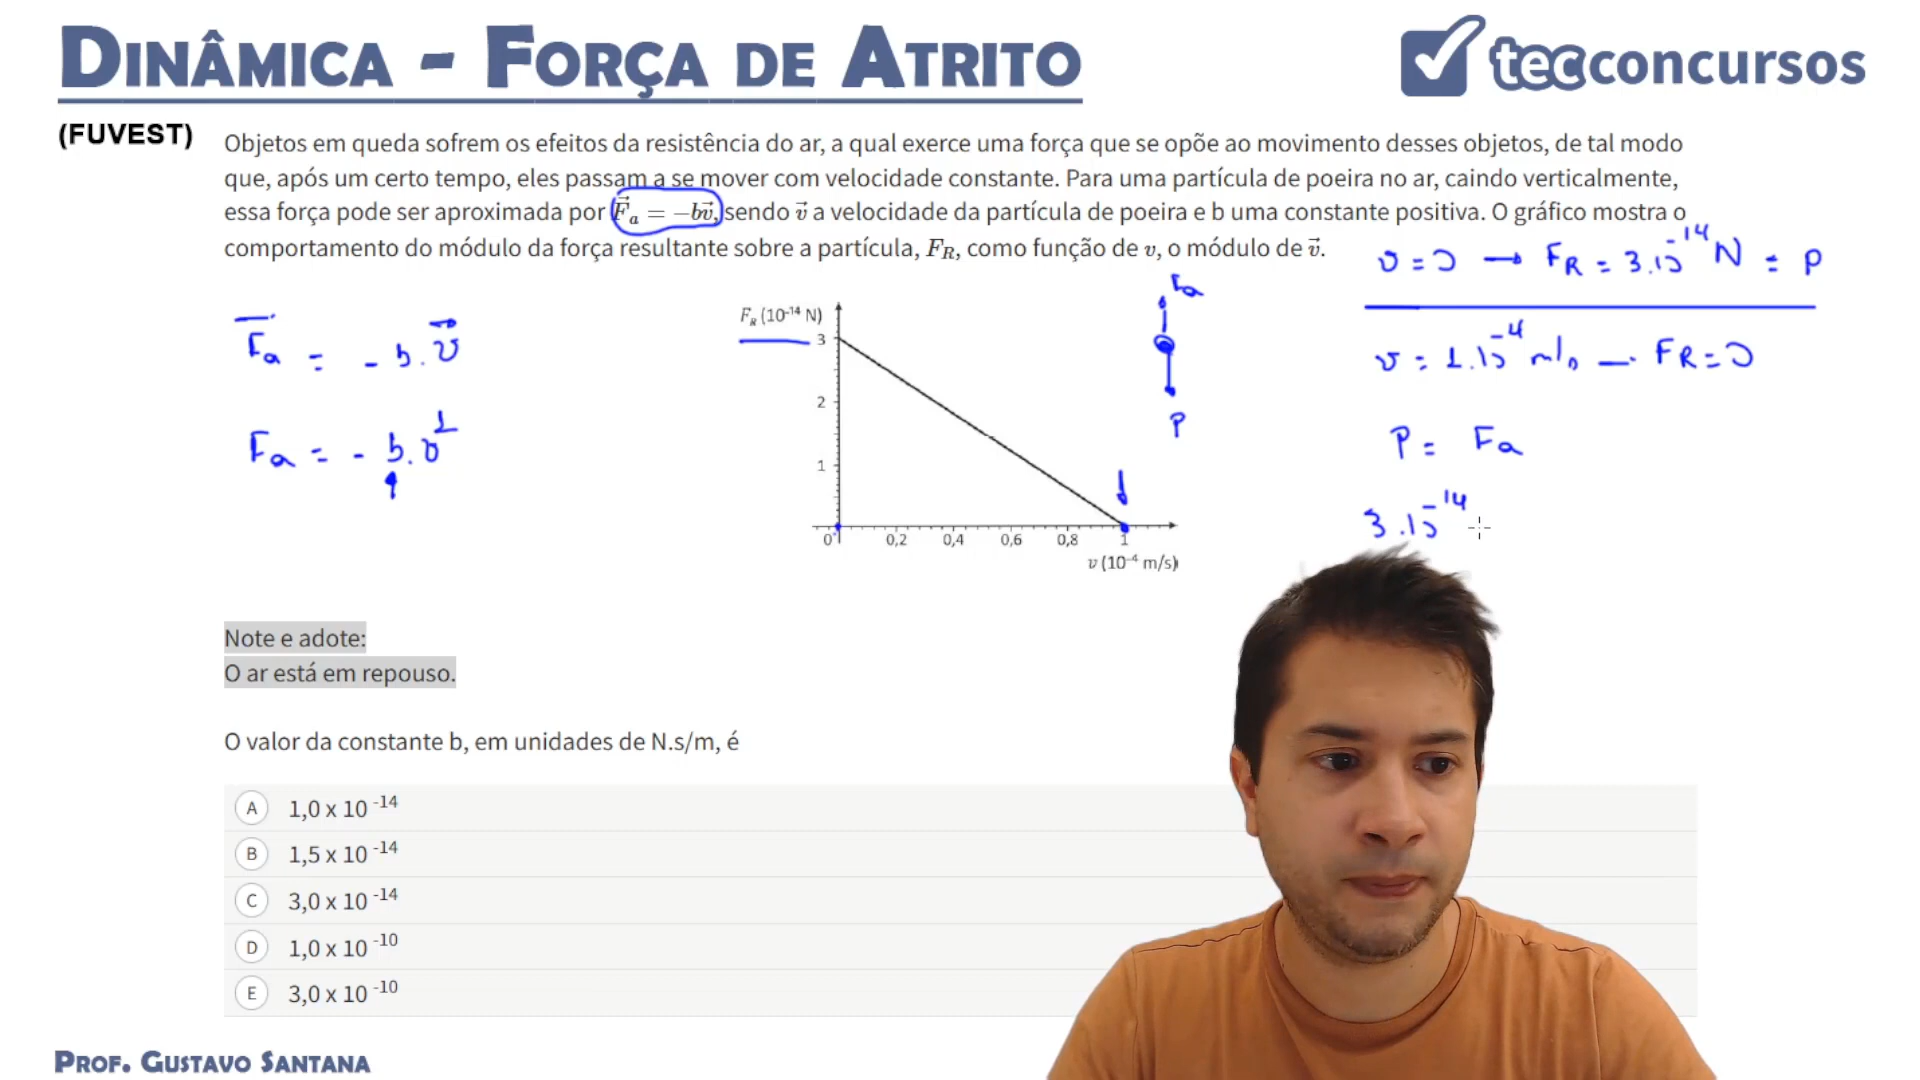 DINÂMICA - FORÇA DE ATRITO
tecconcursos
(FUVEST)
Objetos em queda sofrem os efeitos da resistência do ar, a qual exerce uma força que se opõe ao movimento desses objetos, de tal modo
que, após um certo tempo, eles passam a se mover com velocidade constante. Para uma partícula de poeira no ar, caindo verticalmente,
essa força pode ser aproximada por F⃗a = −bv⃗, sendo v⃗ a velocidade da partícula de poeira e b uma constante positiva. O gráfico mostra o
comportamento do módulo da força resultante sobre a partícula, F_R, como função de v, o módulo de v⃗.
v = 0 → F_R = 3.10⁻¹⁴ N = P
v = 1.10⁻⁴ m/s → F_R = 0
P = Fa
3.10⁻¹⁴
F⃗a = - b.v⃗
Fa = - b.v¹
Fa
P
F_R (10⁻¹⁴ N)
3
2
1
0 0,2 0,4 0,6 0,8 1
v (10⁻⁴ m/s)
Note e adote:
O ar está em repouso.
O valor da constante b, em unidades de N.s/m, é
A 1,0 x 10 ⁻¹⁴
B 1,5 x 10 ⁻¹⁴
C 3,0 x 10 ⁻¹⁴
D 1,0 x 10 ⁻¹⁰
E 3,0 x 10 ⁻¹⁰
PROF. GUSTAVO SANTANA